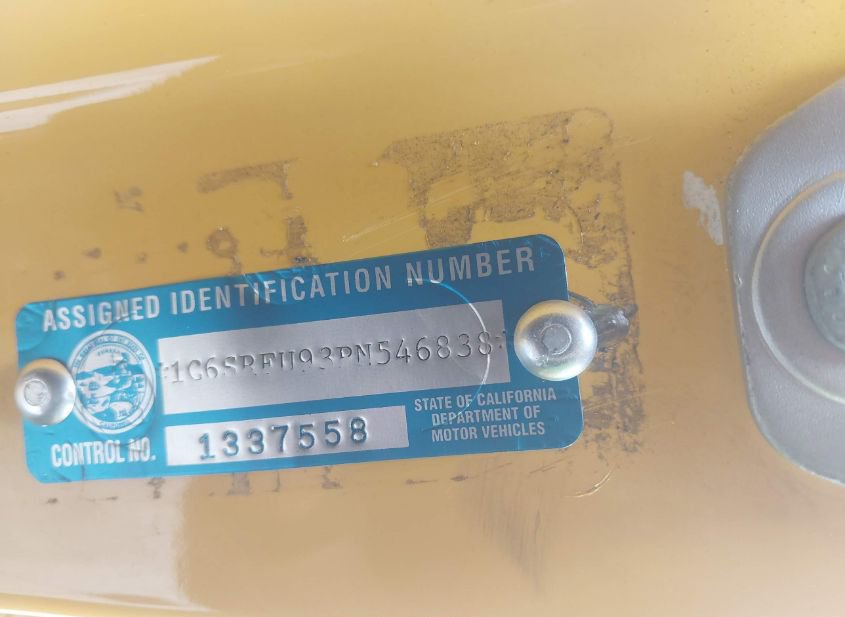 ASSIGNED IDENTIFICATION NUMBER
*1C6SRFU93PN546838*
CONTROL NO. 1337558
STATE OF CALIFORNIA
DEPARTMENT OF
MOTOR VEHICLES